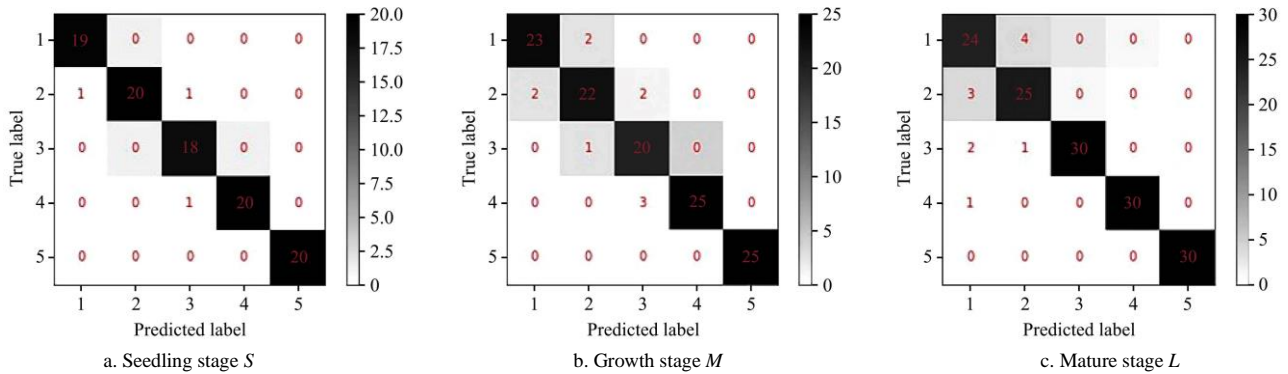 1 19 0 0 0 0
2 1 20 1 0 0
3 0 0 18 0 0
4 0 0 1 20 0
5 0 0 0 0 20
1 2 3 4 5
True label
Predicted label
20.0
17.5
15.0
12.5
10.0
7.5
5.0
2.5
0
a. Seedling stage S
1 23 2 0 0 0
2 2 22 2 0 0
3 0 1 20 0 0
4 0 0 3 25 0
5 0 0 0 0 25
1 2 3 4 5
True label
Predicted label
25
20
15
10
5
0
b. Growth stage M
1 24 4 0 0 0
2 3 25 0 0 0
3 2 1 30 0 0
4 1 0 0 30 0
5 0 0 0 0 30
1 2 3 4 5
True label
Predicted label
30
25
20
15
10
5
0
c. Mature stage L